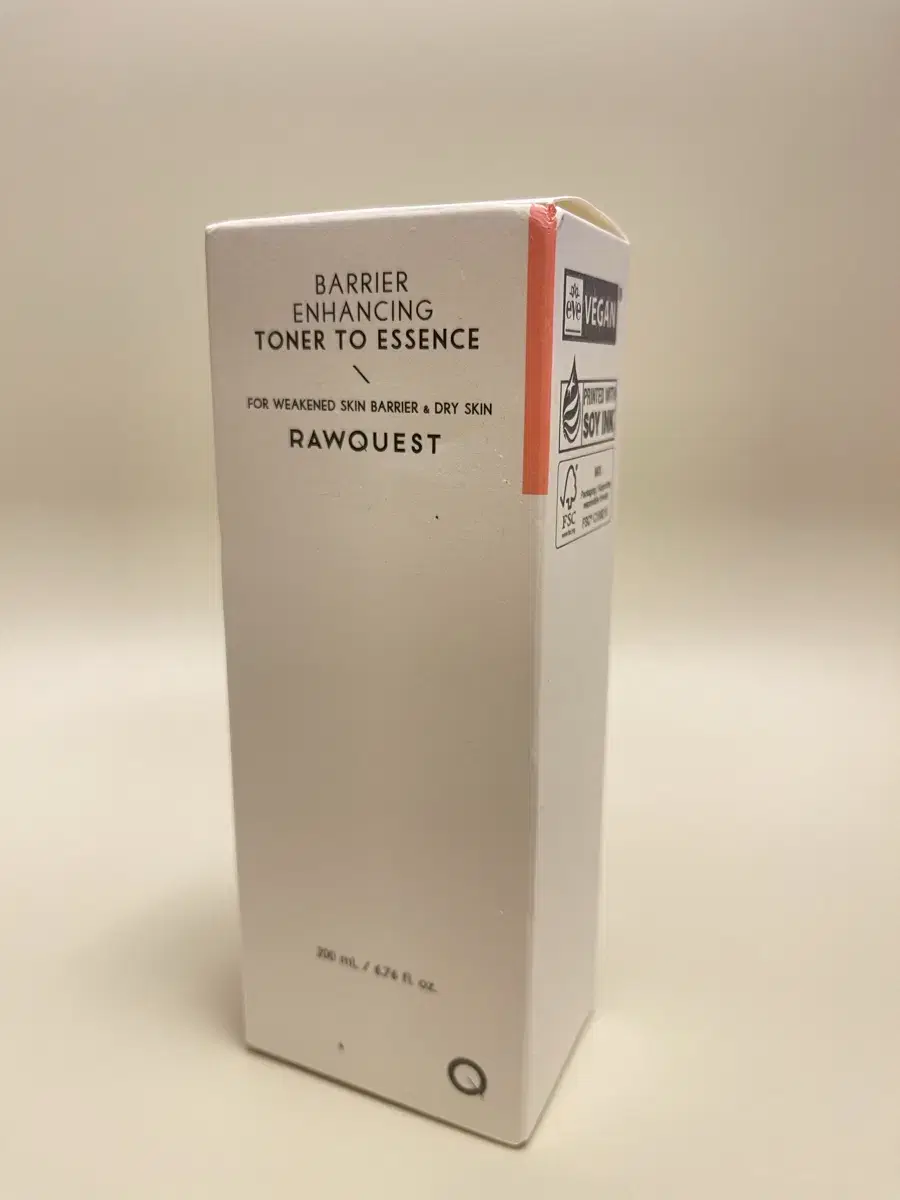 BARRIER
ENHANCING
TONER TO ESSENCE
\
FOR WEAKENED SKIN BARRIER & DRY SKIN
RAWQUEST
200 mL / 6.76 fl. oz.
Q
eve VEGAN
PRINTED WITH
SOY INK
FSC
MIX